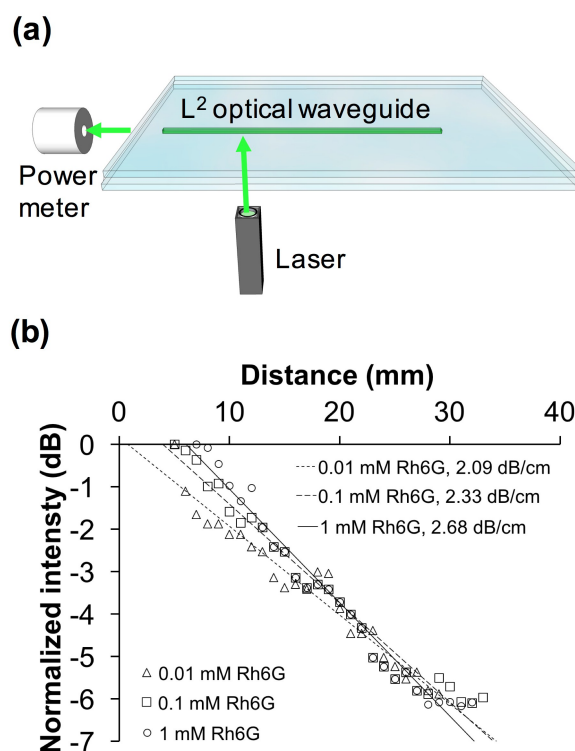 (a)
L² optical waveguide
Power
meter
Laser
(b)
Distance (mm)
0 10 20 30 40
Normalized intensty (dB)
0
-1
-2
-3
-4
-5
-6
-7
0.01 mM Rh6G, 2.09 dB/cm
0.1 mM Rh6G, 2.33 dB/cm
1 mM Rh6G, 2.68 dB/cm
0.01 mM Rh6G
0.1 mM Rh6G
1 mM Rh6G